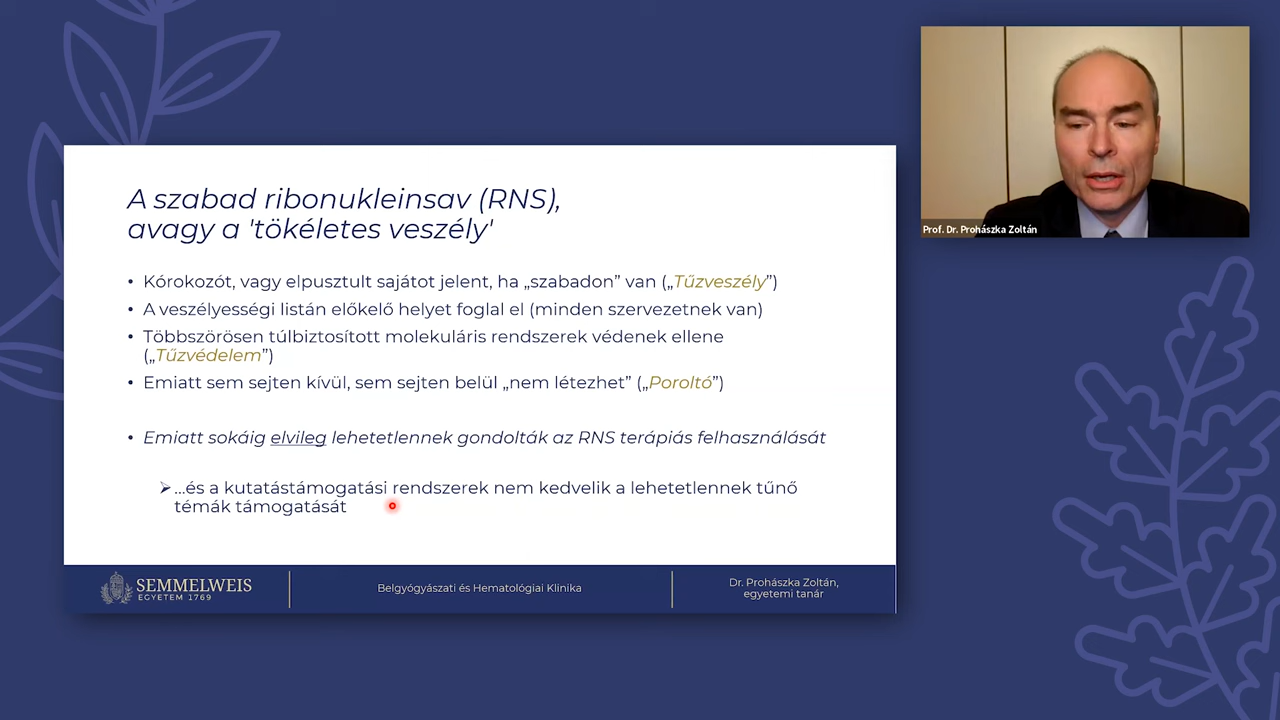 A szabad ribonukleinsav (RNS),
avagy a 'tökéletes veszély'
• Kórokozót, vagy elpusztult sajátot jelent, ha „szabadon” van („Tűzveszély”)
• A veszélyességi listán előkelő helyet foglal el (minden szervezetnek van)
• Többszörösen túlbiztosított molekuláris rendszerek védenek ellene
(„Tűzvédelem”)
• Emiatt sem sejten kívül, sem sejten belül „nem létezhet” („Poroltó”)
• Emiatt sokáig elvileg lehetetlennek gondolták az RNS terápiás felhasználását
➢ ...és a kutatástámogatási rendszerek nem kedvelik a lehetetlennek tűnő
témák támogatását
SEMMELWEIS
EGYETEM 1769
Belgyógyászati és Hematológiai Klinika
Dr. Prohászka Zoltán,
egyetemi tanár
Prof. Dr. Prohászka Zoltán